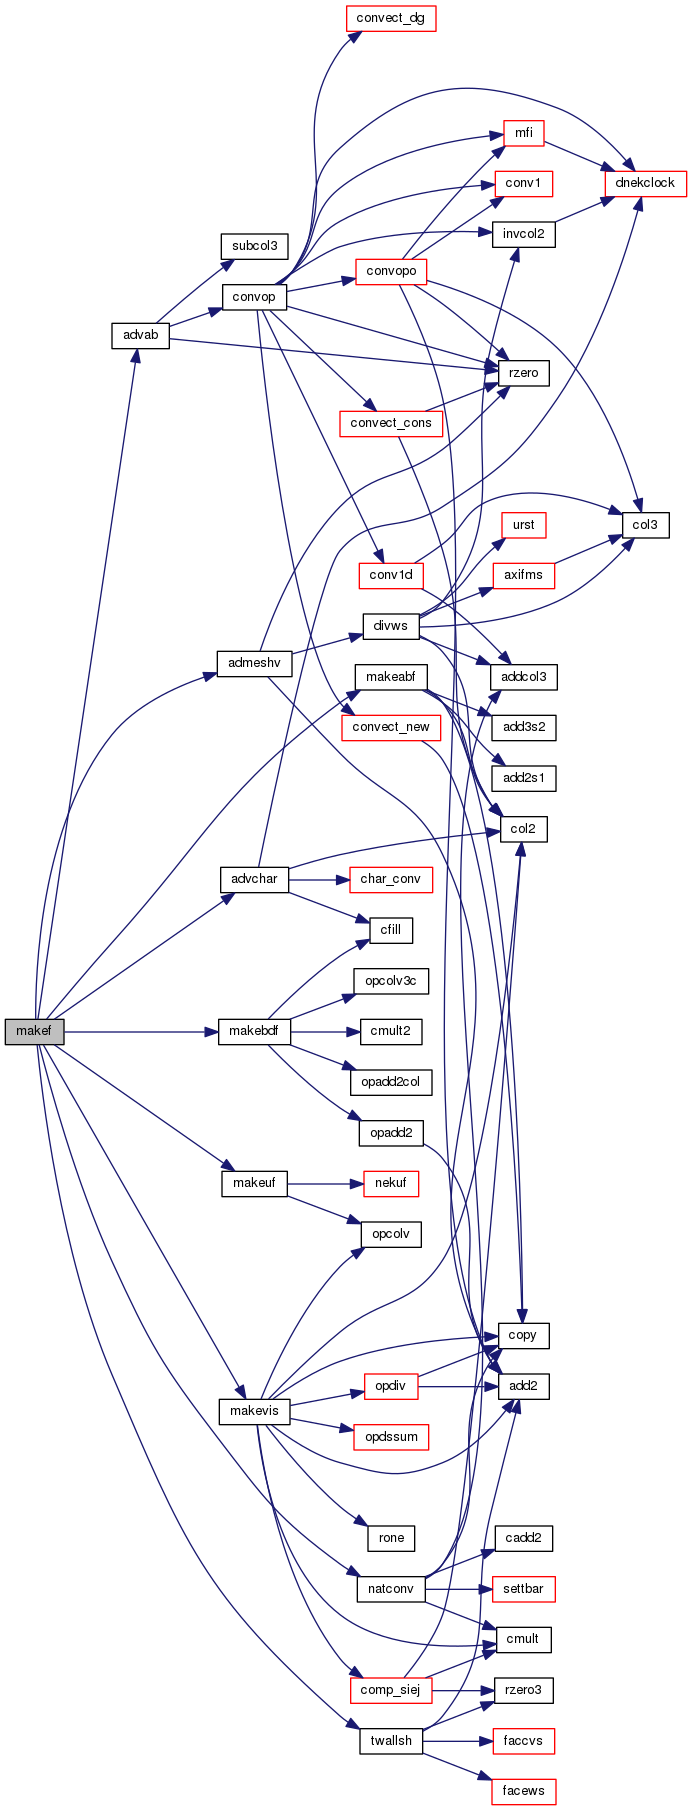 convect_dg
mfi
dnekclock
conv1
invcol2
subcol3
convopo
convop
advab
rzero
convect_cons
urst
col3
conv1d
axifms
divws
admeshv
makeabf
addcol3
convect_new
add3s2
add2s1
col2
advchar
char_conv
cfill
opcolv3c
makef
makebdf
cmult2
opadd2col
opadd2
makeuf
nekuf
opcolv
copy
opdiv
add2
makevis
opdssum
rone
cadd2
natconv
settbar
cmult
comp_siej
rzero3
twallsh
faccvs
facews